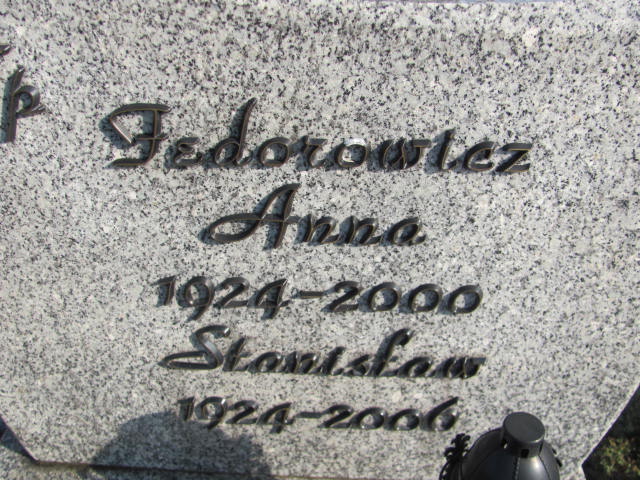 Fedorowicz
Anna
1924-2000
Stanisław
1924-2006